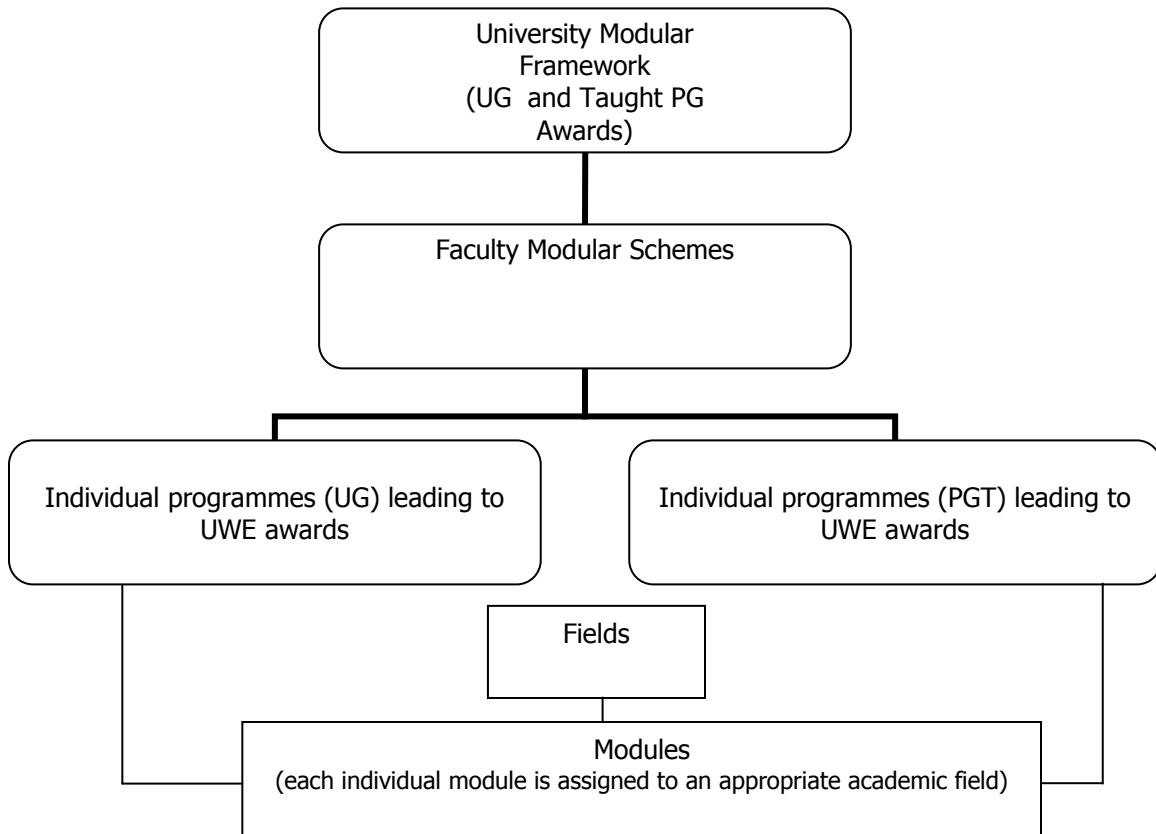 University Modular
Framework
(UG and Taught PG
Awards)
Faculty Modular Schemes
Individual programmes (UG) leading to
UWE awards
Individual programmes (PGT) leading to
UWE awards
Fields
Modules
(each individual module is assigned to an appropriate academic field)